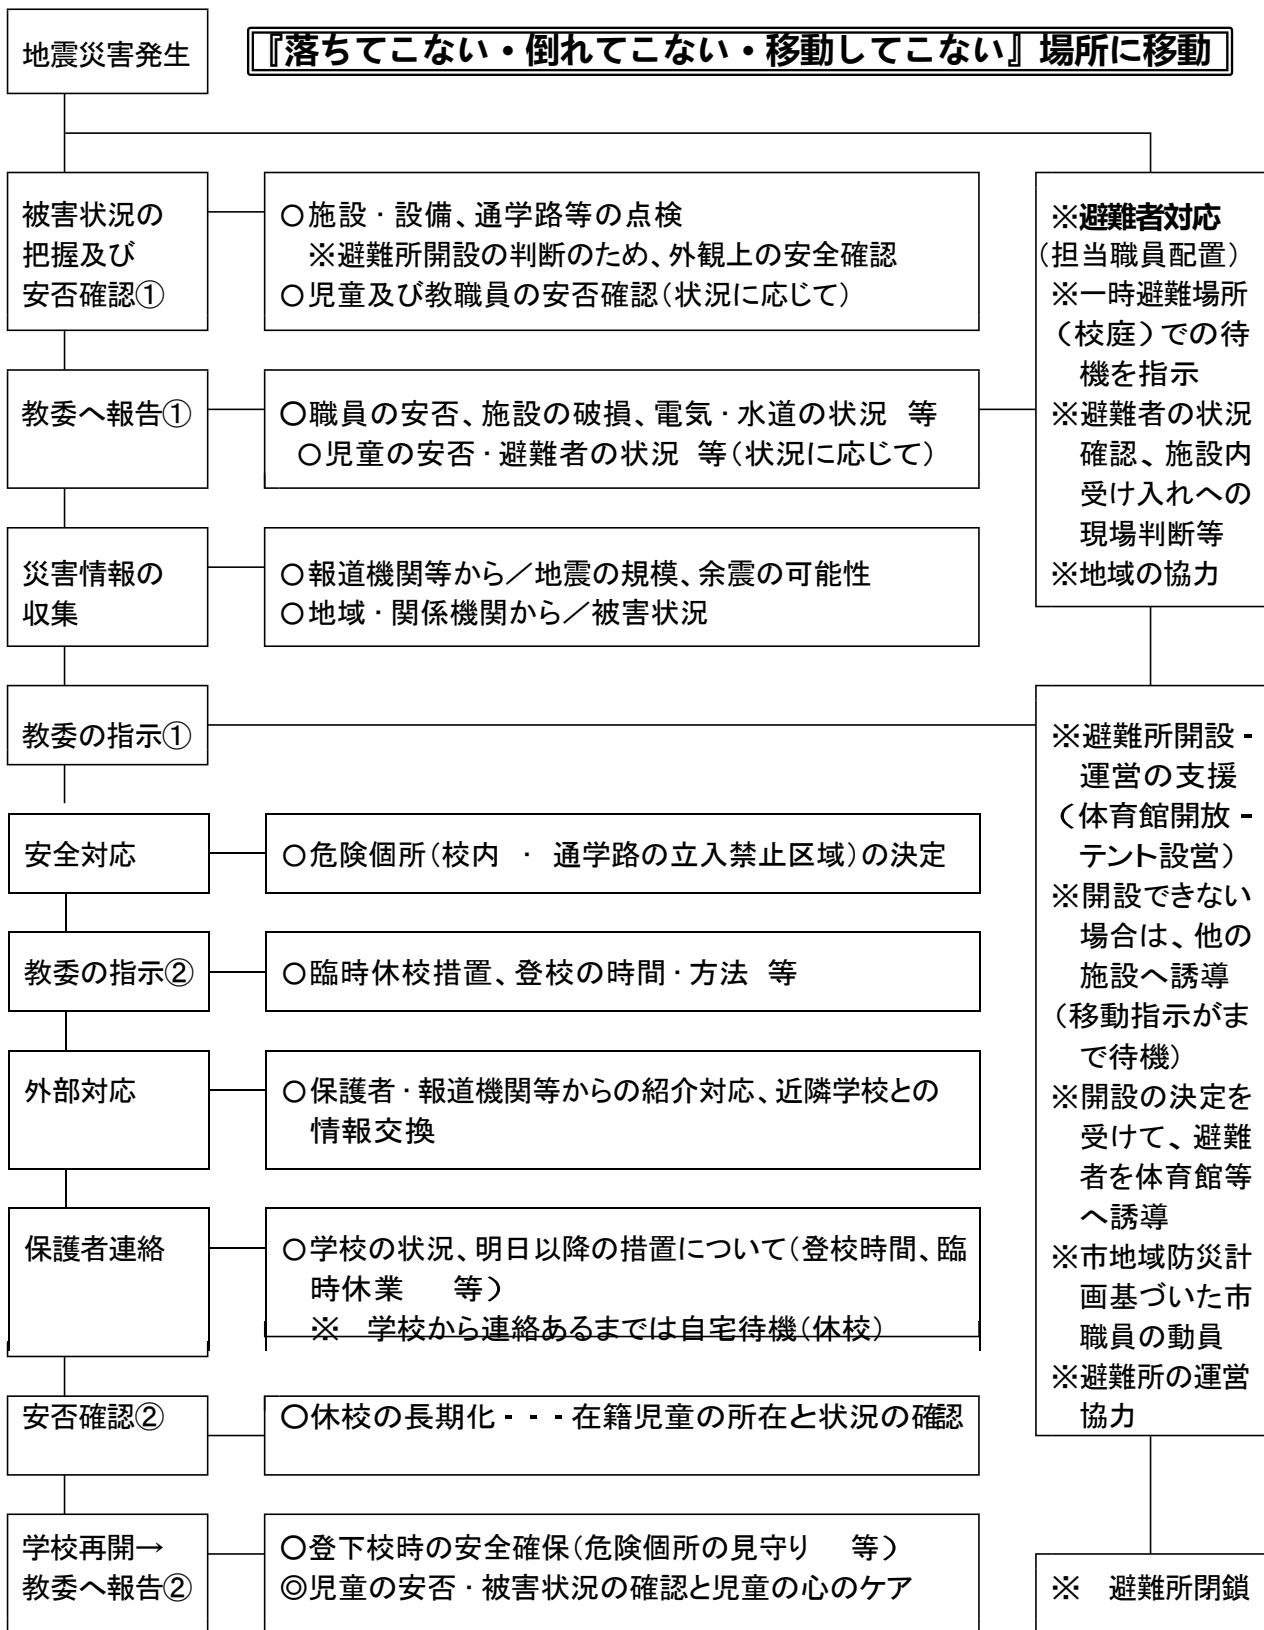 地震災害発生
『落ちてこない・倒れてこない・移動してこない』場所に移動
被害状況の
把握及び
安否確認①
○施設・設備、通学路等の点検
※避難所開設の判断のため、外観上の安全確認
○児童及び教職員の安否確認(状況に応じて)
教委へ報告①
○職員の安否、施設の破損、電気・水道の状況 等
○児童の安否・避難者の状況 等(状況に応じて)
災害情報の
収集
○報道機関等から/地震の規模、余震の可能性
○地域・関係機関から/被害状況
※避難者対応
(担当職員配置)
※一時避難場所
(校庭)での待
機を指示
※避難者の状況
確認、施設内
受け入れへの
現場判断等
※地域の協力
教委の指示①
安全対応
○危険個所(校内 ・ 通学路の立入禁止区域)の決定
教委の指示②
○臨時休校措置、登校の時間・方法 等
外部対応
○保護者・報道機関等からの紹介対応、近隣学校との
情報交換
保護者連絡
○学校の状況、明日以降の措置について(登校時間、臨
時休業 等)
※ 学校から連絡あるまでは自宅待機(休校)
安否確認②
○休校の長期化---在籍児童の所在と状況の確認
学校再開→
教委へ報告②
○登下校時の安全確保(危険個所の見守り 等)
◎児童の安否・被害状況の確認と児童の心のケア
※避難所開設-
運営の支援
(体育館開放-
テント設営)
※開設できない
場合は、他の
施設へ誘導
(移動指示がま
で待機)
※開設の決定を
受けて、避難
者を体育館等
へ誘導
※市地域防災計
画基づいた市
職員の動員
※避難所の運営
協力
※ 避難所閉鎖